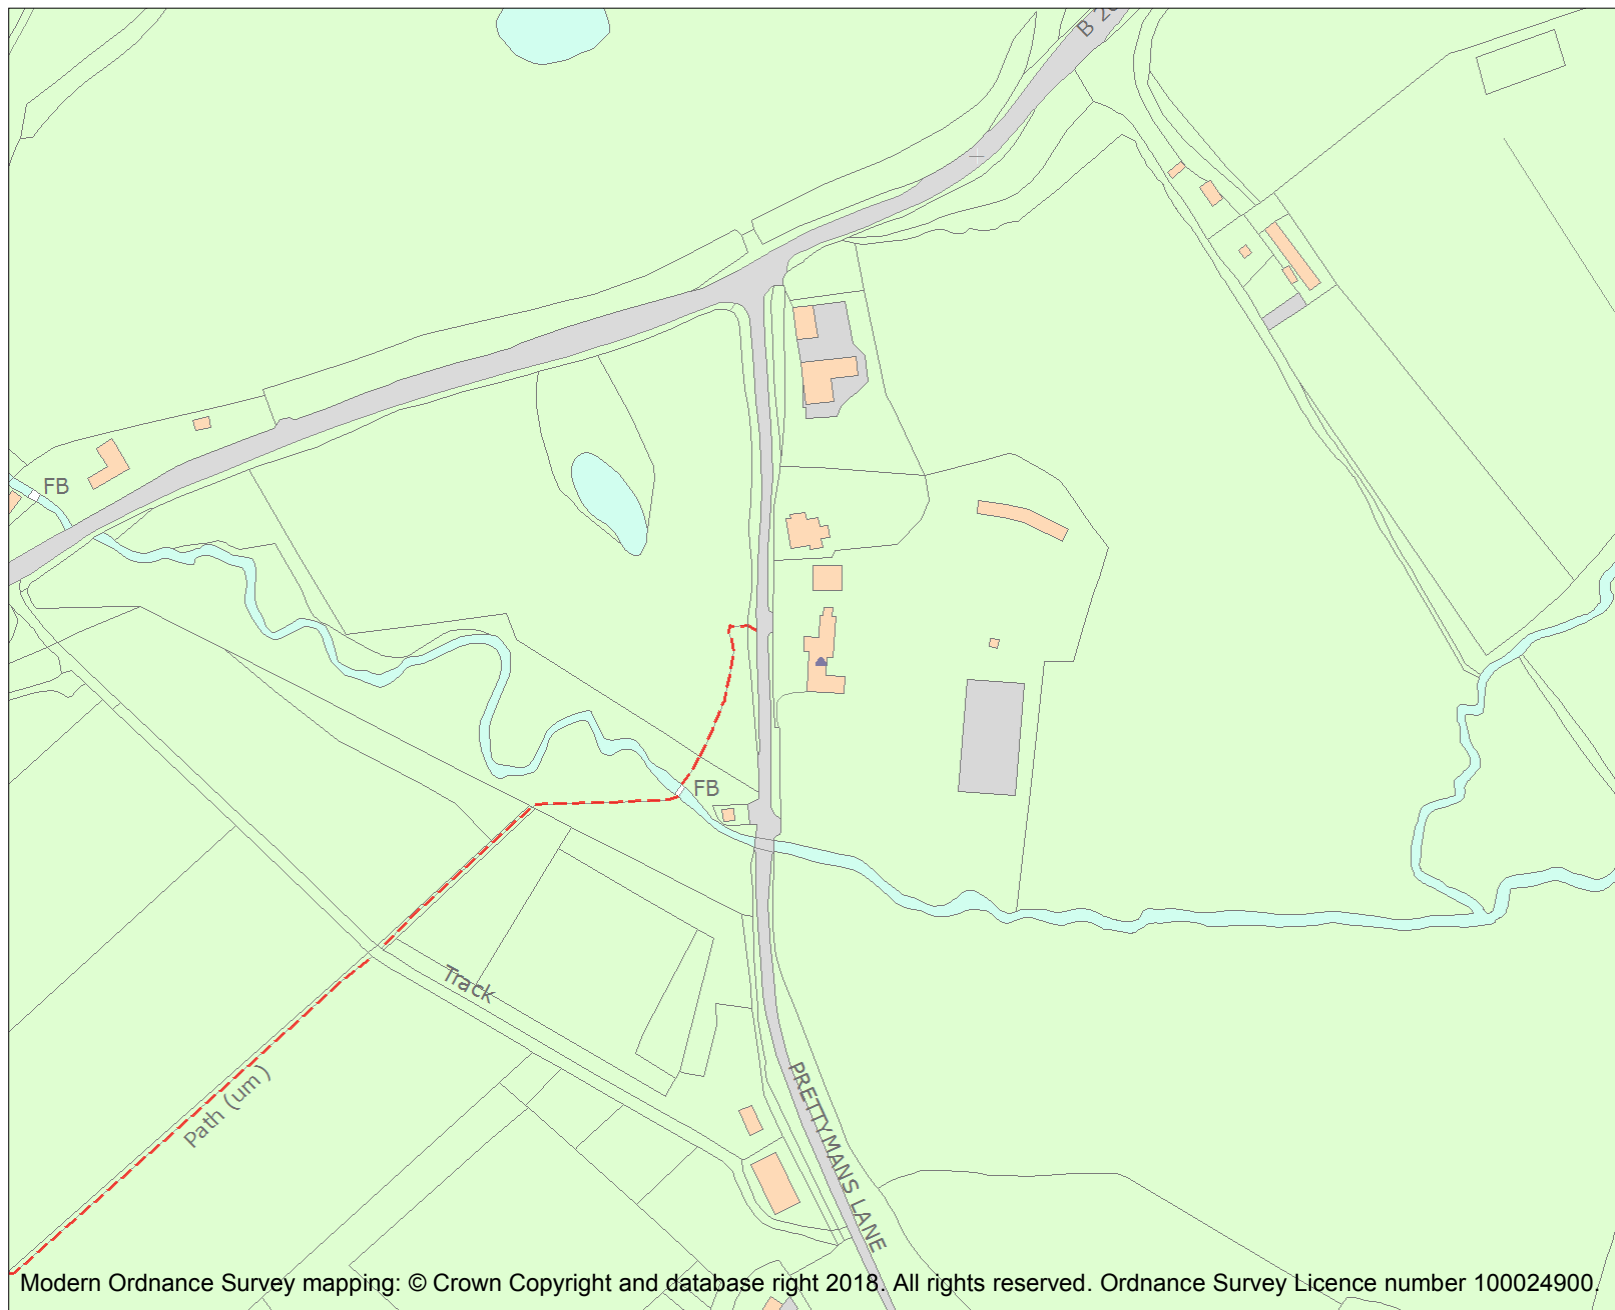 B 20
FB
FB
Track
Path (um)
PRETTYMANS LANE
Modern Ordnance Survey mapping: © Crown Copyright and database right 2018. All rights reserved. Ordnance Survey Licence number 100024900.